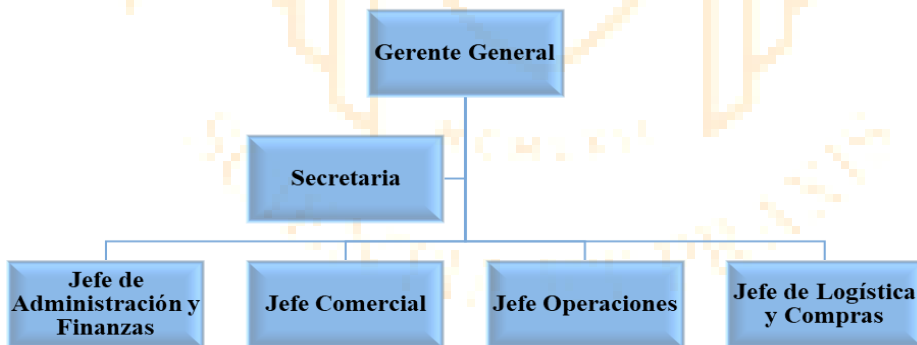 Gerente General
Secretaria
Jefe de
Administración y
Finanzas
Jefe Comercial
Jefe Operaciones
Jefe de Logística
y Compras